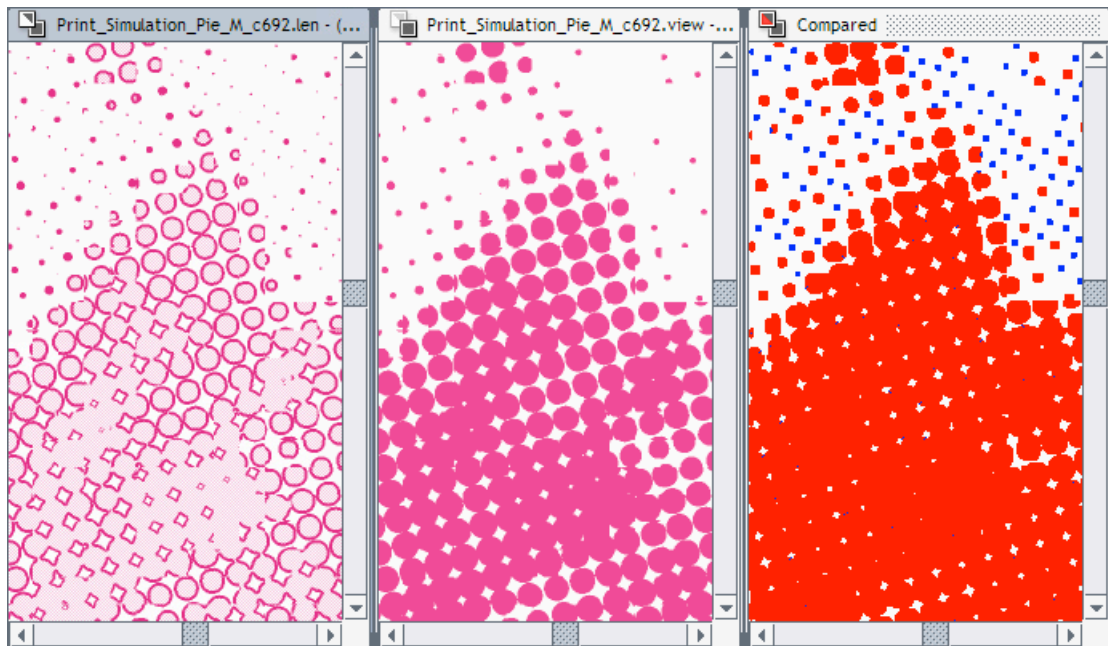 Print_Simulation_Pie_M_c692.len - (...
Print_Simulation_Pie_M_c692.view -...
Compared